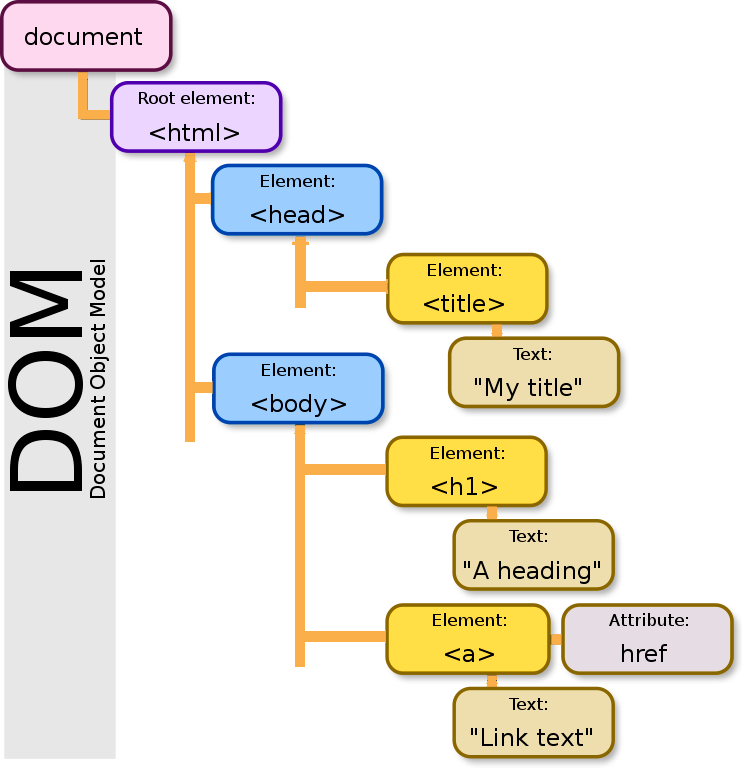 document
Root element:
<html>
Element:
<head>
Element:
<title>
Text:
"My title"
Element:
<body>
Element:
<h1>
Text:
"A heading"
Element:
<a>
Attribute:
href
Text:
"Link text"
DOM
Document Object Model